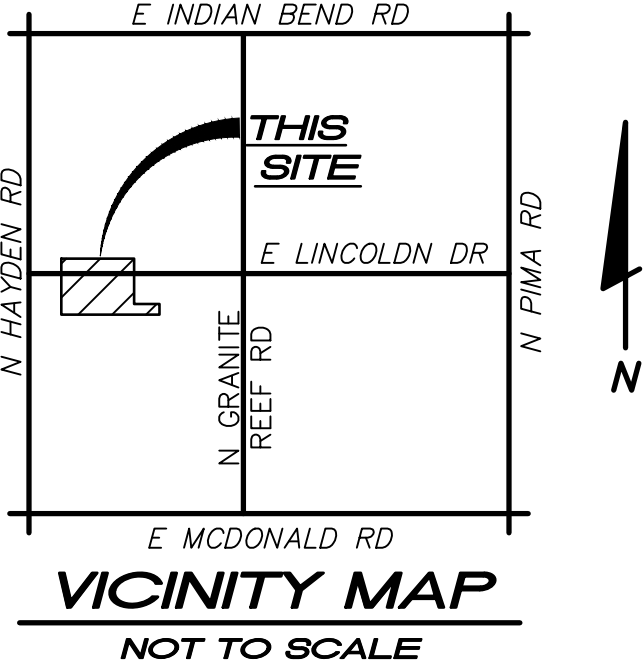 E INDIAN BEND RD
THIS
SITE
N HAYDEN RD
E LINCOLDN DR
N PIMA RD
N GRANITE
REEF RD
N
E MCDONALD RD
VICINITY MAP
NOT TO SCALE